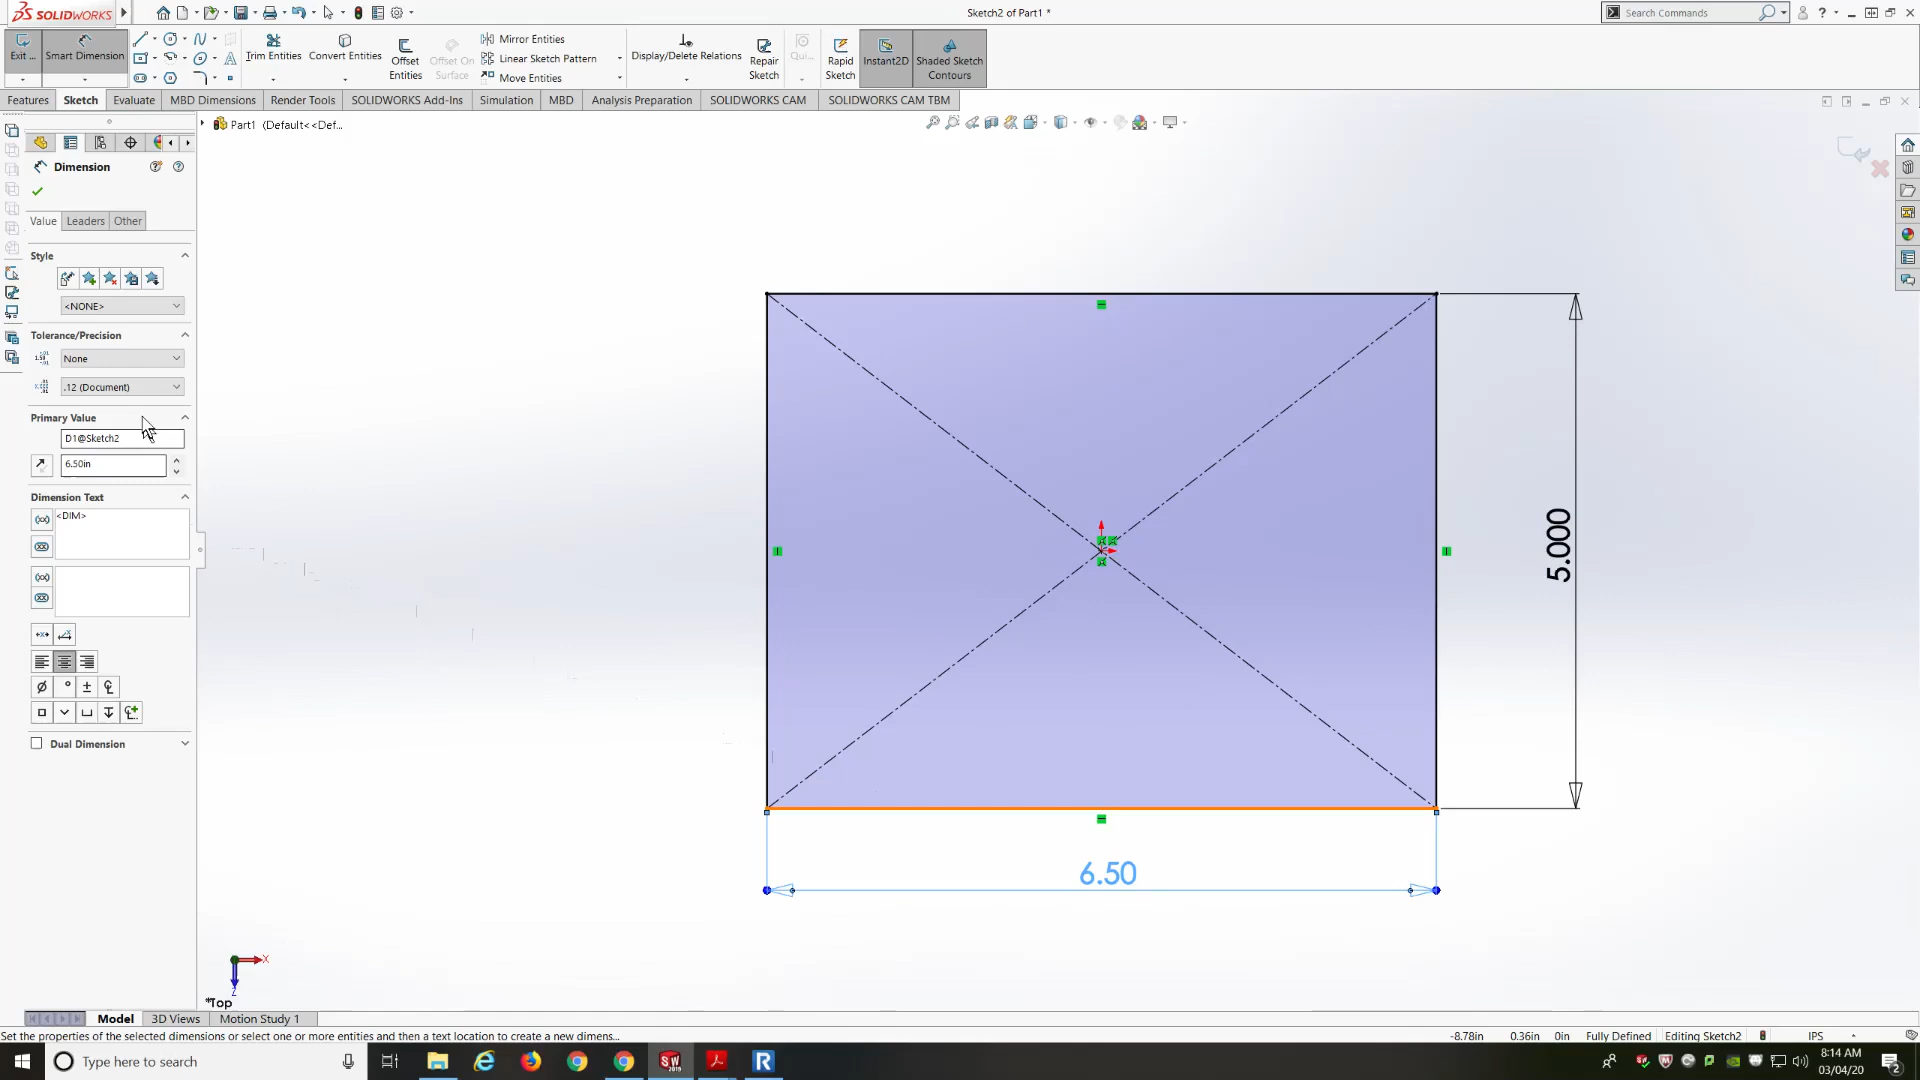 SOLIDWORKS
Sketch2 of Part1 *
Search Commands
Exit ...
Smart Dimension
Trim Entities
Convert Entities
Offset Entities
Offset On Surface
Mirror Entities
Linear Sketch Pattern
Move Entities
Display/Delete Relations
Repair Sketch
Qui...
Rapid Sketch
Instant2D
Shaded Sketch Contours
Features
Sketch
Evaluate
MBD Dimensions
Render Tools
SOLIDWORKS Add-Ins
Simulation
MBD
Analysis Preparation
SOLIDWORKS CAM
SOLIDWORKS CAM TBM
Part1 (Default<<Def...
Dimension
Value
Leaders
Other
Style
<NONE>
Tolerance/Precision
None
.12 (Document)
Primary Value
D1@Sketch2
6.50in
Dimension Text
<DIM>
Dual Dimension
5.000
6.50
X
Z
*Top
Model
3D Views
Motion Study 1
Set the properties of the selected dimensions or select one or more entities and then a text location to create a new dimens...
-8.78in
0.36in
0in
Fully Defined
Editing Sketch2
IPS
Type here to search
8:14 AM
03/04/20